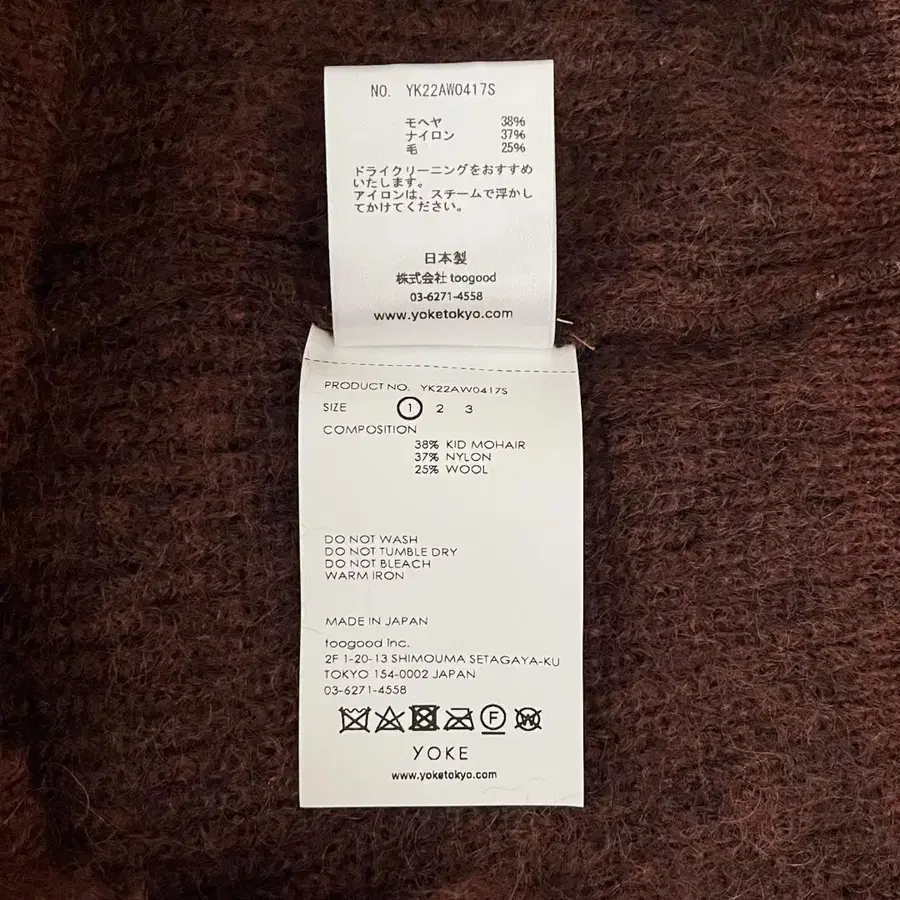 NO. YK22AW0417S
モヘヤ 38%
ナイロン 37%
毛 25%
ドライクリーニングをおすすめ
いたします。
アイロンは、スチームで浮かし
てかけてください。
日本製
株式会社 toogood
03-6271-4558
www.yoketokyo.com
PRODUCT NO. YK22AW0417S
SIZE 1 2 3
COMPOSITION
38% KID MOHAIR
37% NYLON
25% WOOL
DO NOT WASH
DO NOT TUMBLE DRY
DO NOT BLEACH
WARM IRON
MADE IN JAPAN
toogood inc.
2F 1-20-13 SHIMOUMA SETAGAYA-KU
TOKYO 154-0002 JAPAN
03-6271-4558
F W
YOKE
www.yoketokyo.com